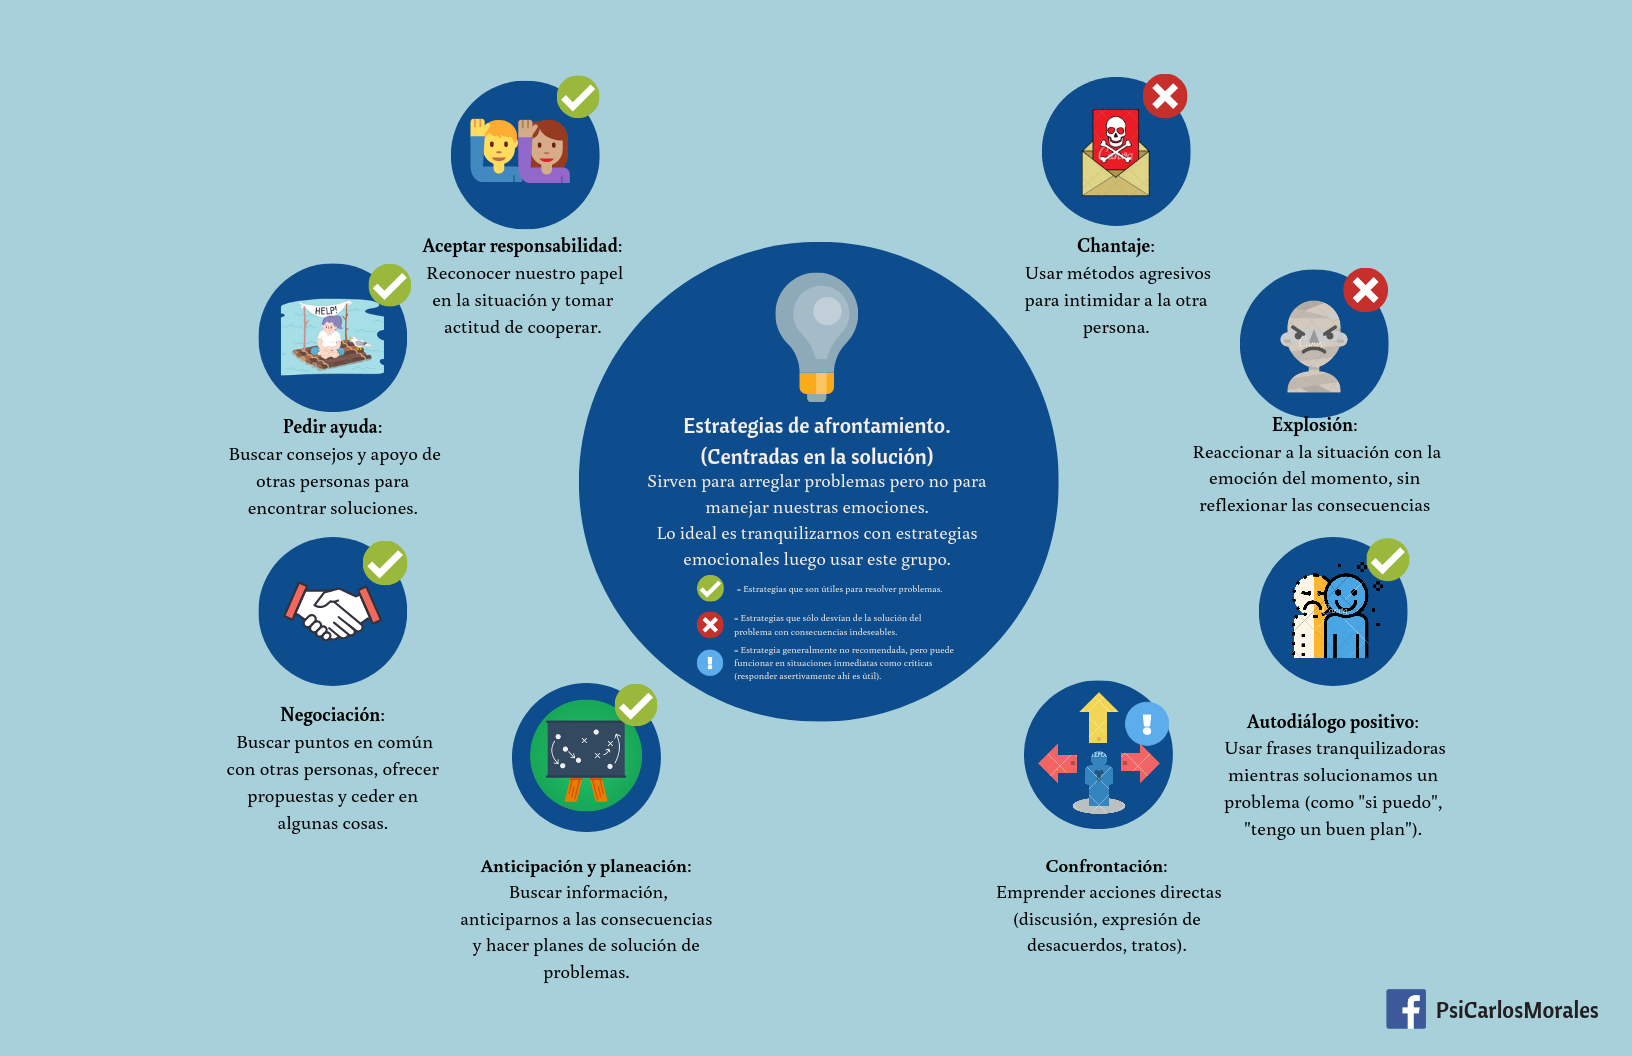 Aceptar responsabilidad:
Reconocer nuestro papel
en la situación y tomar
actitud de cooperar.
HELP!
Pedir ayuda:
Buscar consejos y apoyo de
otras personas para
encontrar soluciones.
Negociación:
Buscar puntos en común
con otras personas, ofrecer
propuestas y ceder en
algunas cosas.
Anticipación y planeación:
Buscar información,
anticiparnos a las consecuencias
y hacer planes de solución de
problemas.
Estrategias de afrontamiento.
(Centradas en la solución)
Sirven para arreglar problemas pero no para
manejar nuestras emociones.
Lo ideal es tranquilizarnos con estrategias
emocionales luego usar este grupo.
= Estrategias que son útiles para resolver problemas.
= Estrategias que sólo desvían de la solución del
problema con consecuencias indeseables.
= Estrategia generalmente no recomendada, pero puede
funcionar en situaciones inmediatas como críticas
(responder asertivamente ahí es útil).
Chantaje:
Usar métodos agresivos
para intimidar a la otra
persona.
Explosión:
Reaccionar a la situación con la
emoción del momento, sin
reflexionar las consecuencias
Autodiálogo positivo:
Usar frases tranquilizadoras
mientras solucionamos un
problema (como "si puedo",
"tengo un buen plan").
Confrontación:
Emprender acciones directas
(discusión, expresión de
desacuerdos, tratos).
PsiCarlosMorales